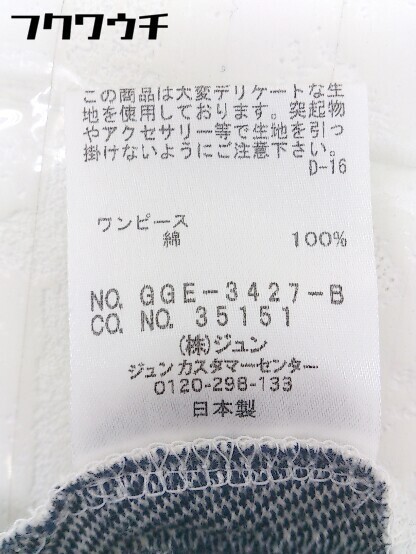 フクワウチ
この商品は大変デリケートな生
地を使用しております。突起物
やアクセサリー等で生地を引っ
掛けないようにご注意下さい。
D-16
ワンピース
綿 100%
NO. GGE-3427-B
CO. NO. 35151
(株)ジュン
ジュンカスタマーセンター
0120-298-133
日本製